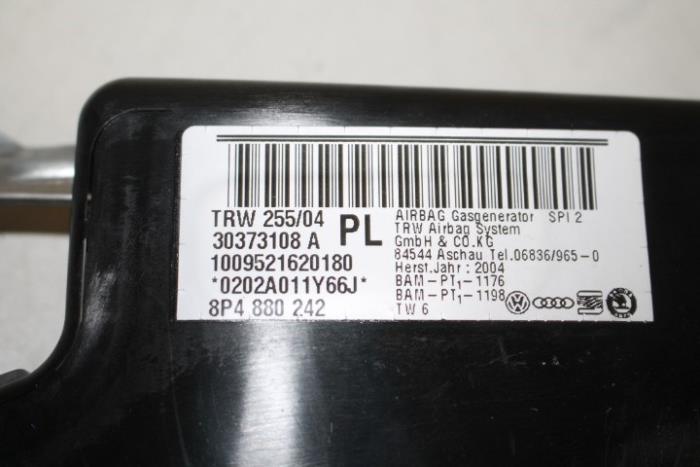 TRW 255/04
30373108 A
PL
1009521620180
*0202A011Y66J*
8P4 880 242
AIRBAG Gasgenerator SPI 2
TRW Airbag System
GmbH & CO.KG
84544 Aschau Tel.06836/965-0
Herst.Jahr: 2004
BAM-PT1-1176
BAM-PT1-1198
TW 6